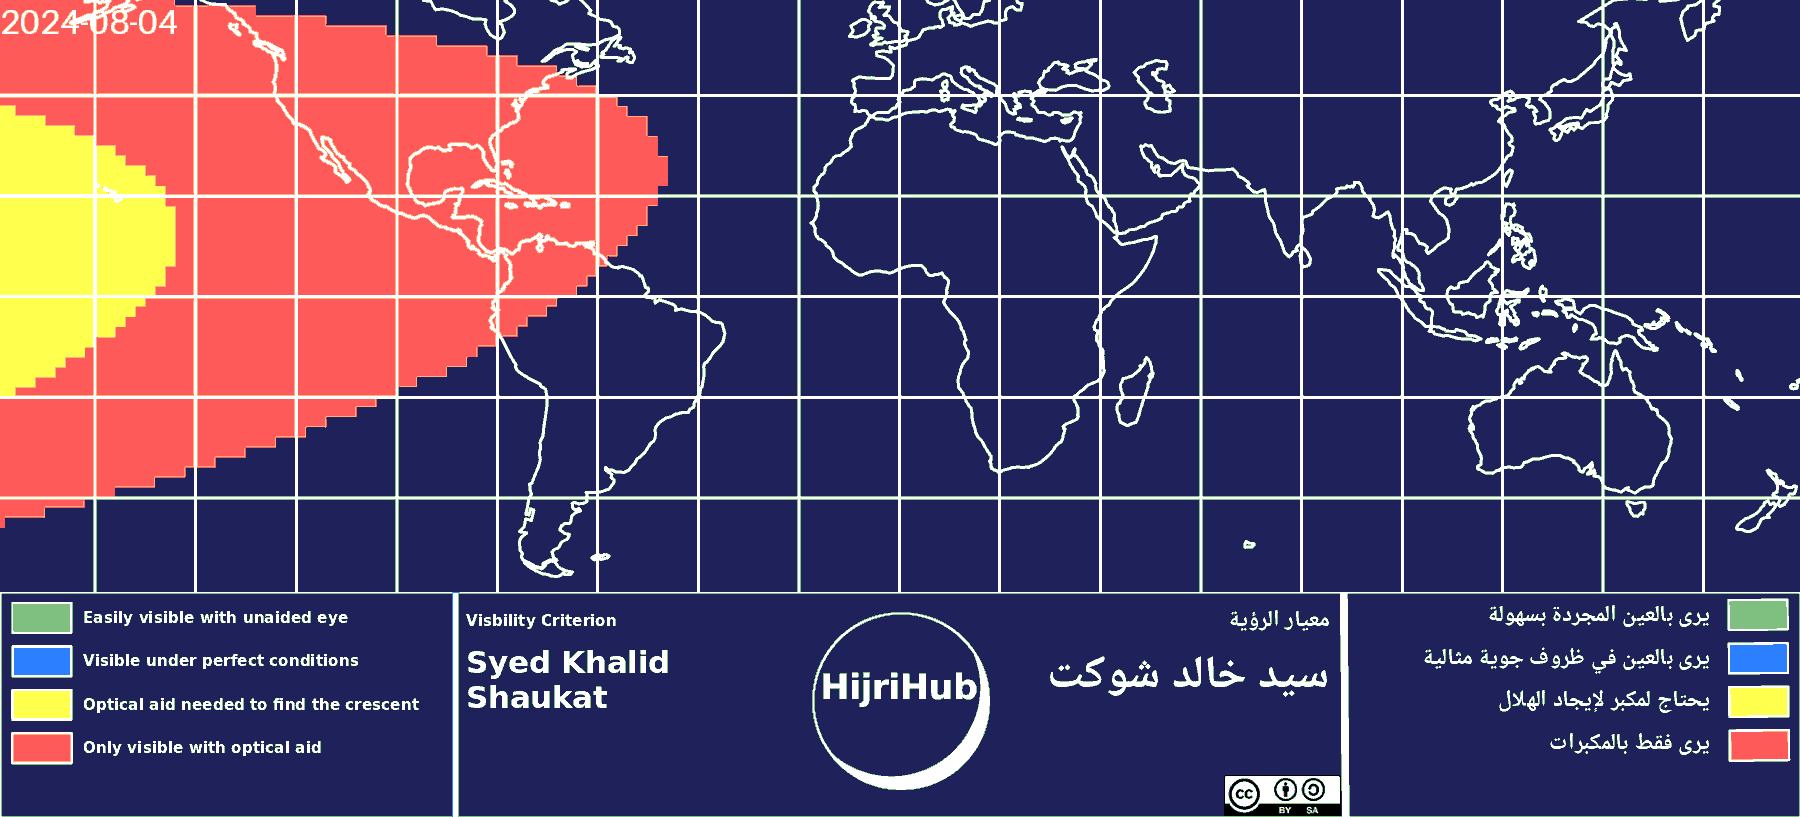 2024-08-04
Easily visible with unaided eye
Visible under perfect conditions
Optical aid needed to find the crescent
Only visible with optical aid
Visbility Criterion
Syed Khalid
Shaukat
HijriHub
معيار الرؤية
سيد خالد شوكت
cc
BY SA
يرى بالعين المجردة بسهولة
يرى بالعين في ظروف جوية مثالية
يحتاج لمكبر لإيجاد الهلال
يرى فقط بالمكبرات